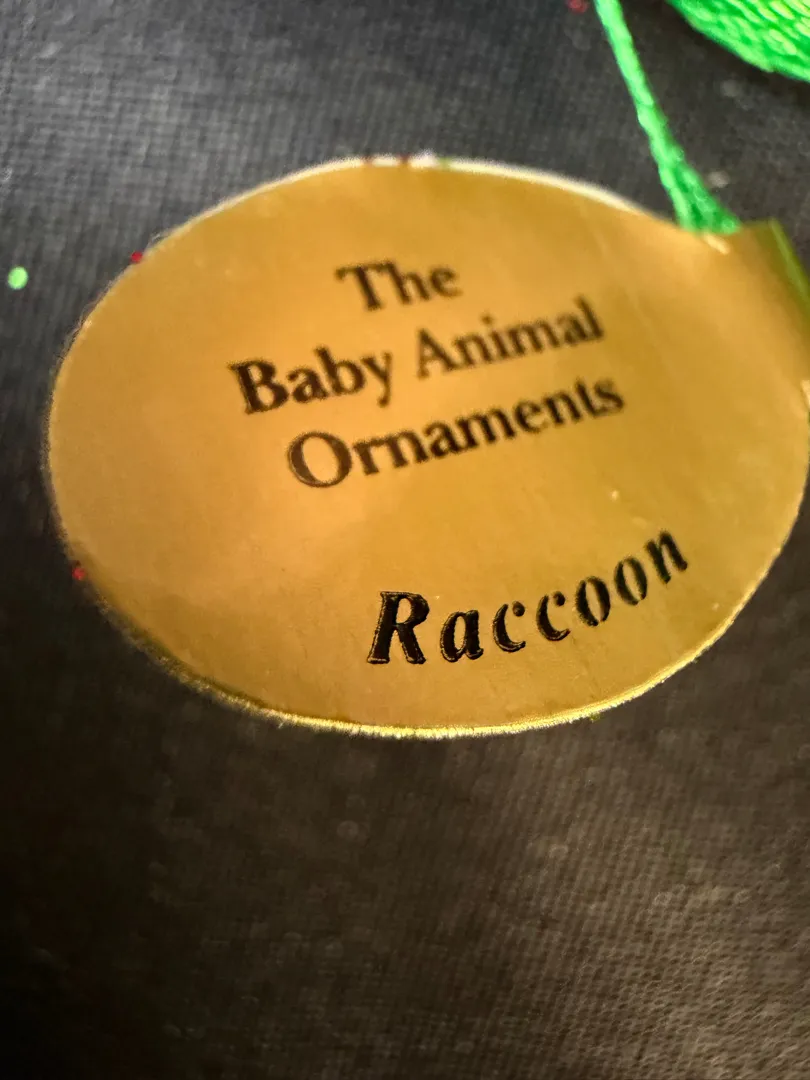 The
Baby Animal
Ornaments
Raccoon